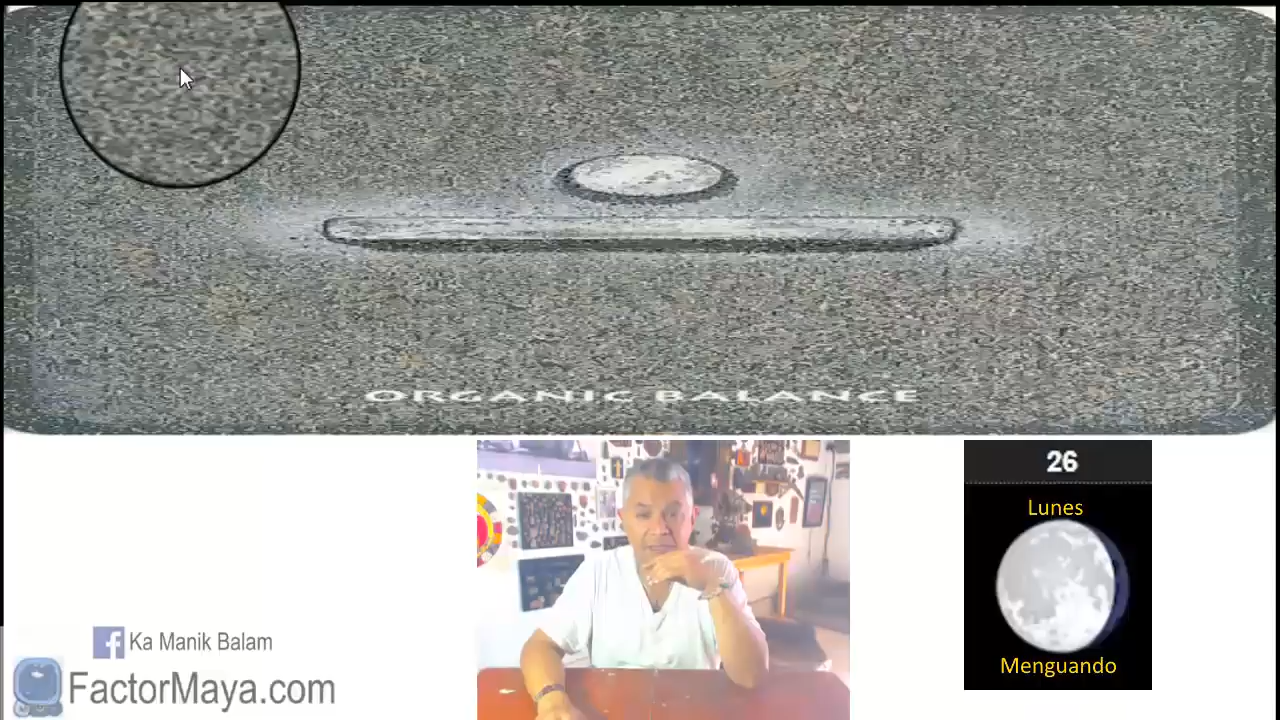 ORGANIC BALANCE
26
Lunes
Menguando
Ka Manik Balam
FactorMaya.com